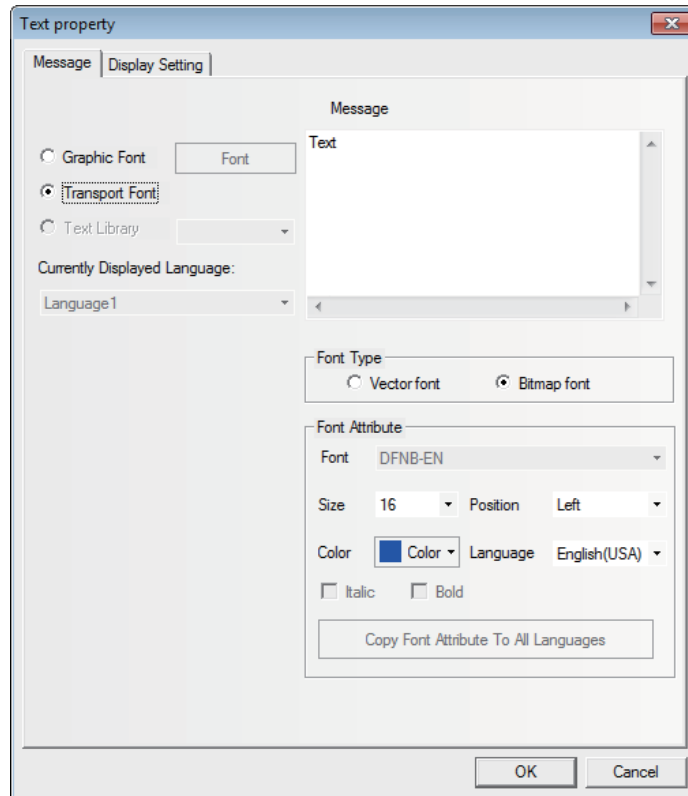 Text property
Message Display Setting
Message
Text
Graphic Font Font
Transport Font
Text Library
Currently Displayed Language:
Language1
Font Type
Vector font Bitmap font
Font Attribute
Font DFNB-EN
Size 16 Position Left
Color Color Language English(USA)
Italic Bold
Copy Font Attribute To All Languages
OK Cancel